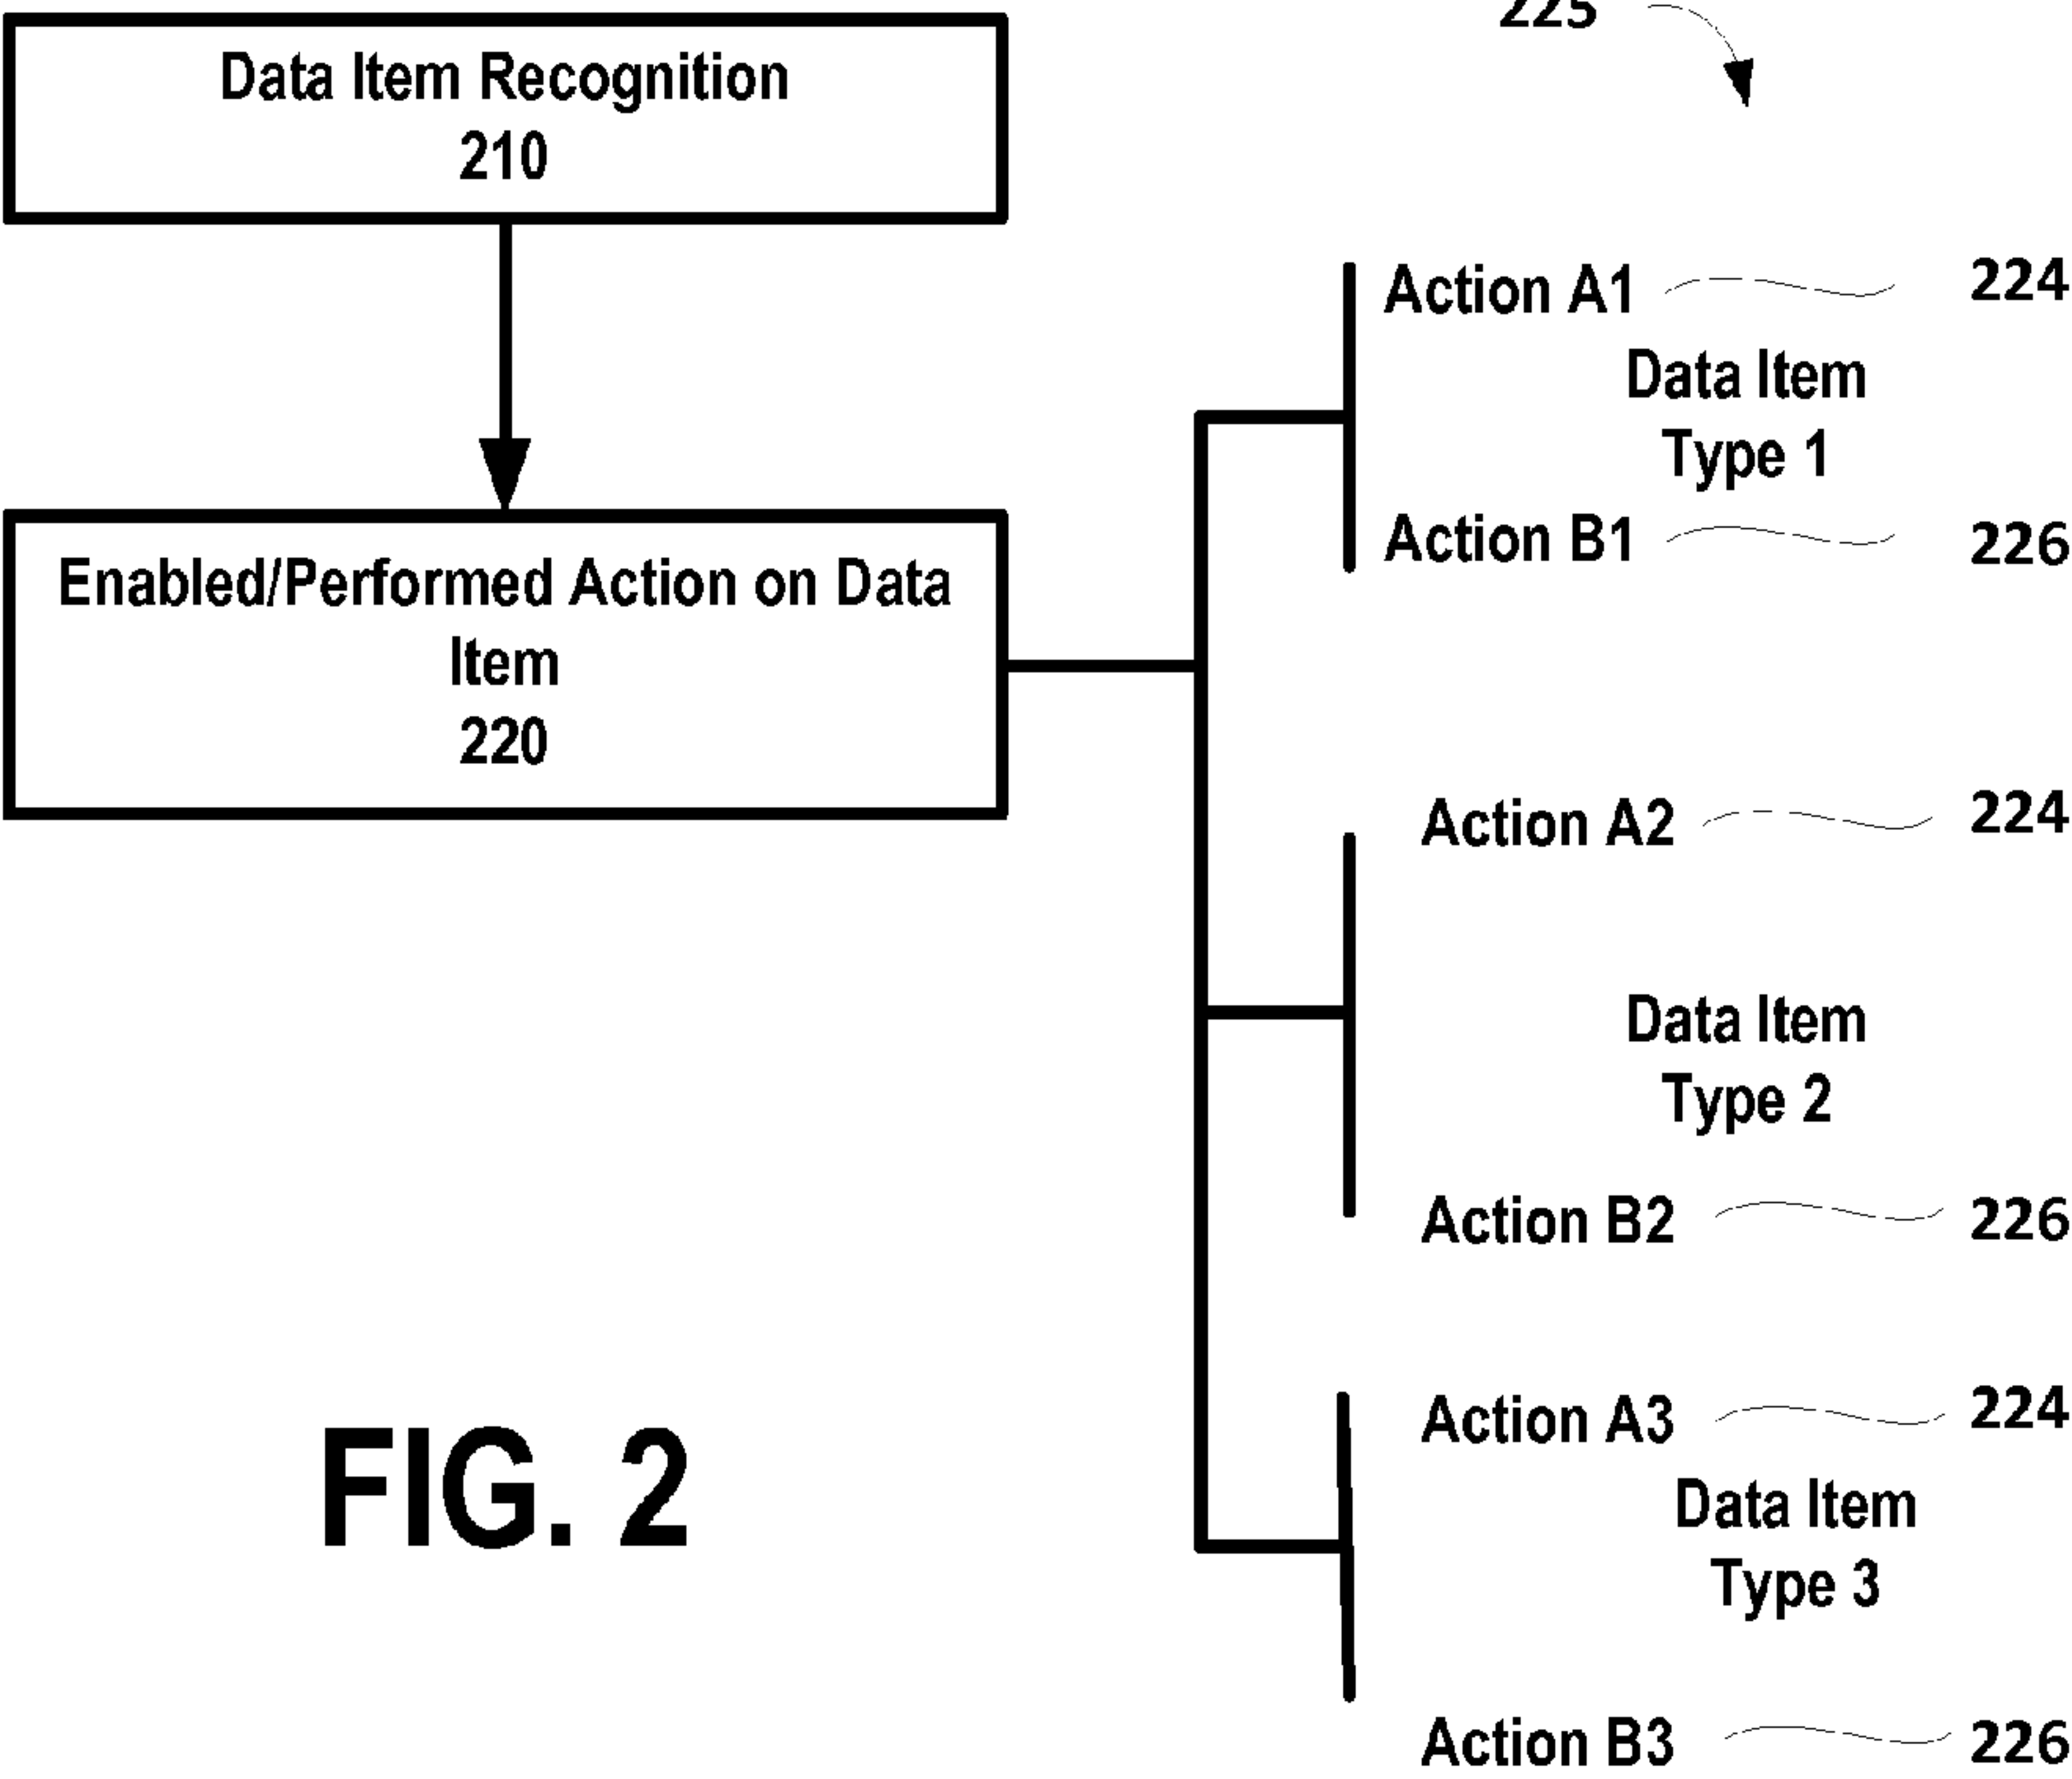 Data Item Recognition
210
Enabled/Performed Action on Data
Item
220
Action A1 224
Data Item
Type 1
Action B1 226
Action A2 224
Data Item
Type 2
Action B2 226
Action A3 224
Data Item
Type 3
Action B3 226
FIG. 2